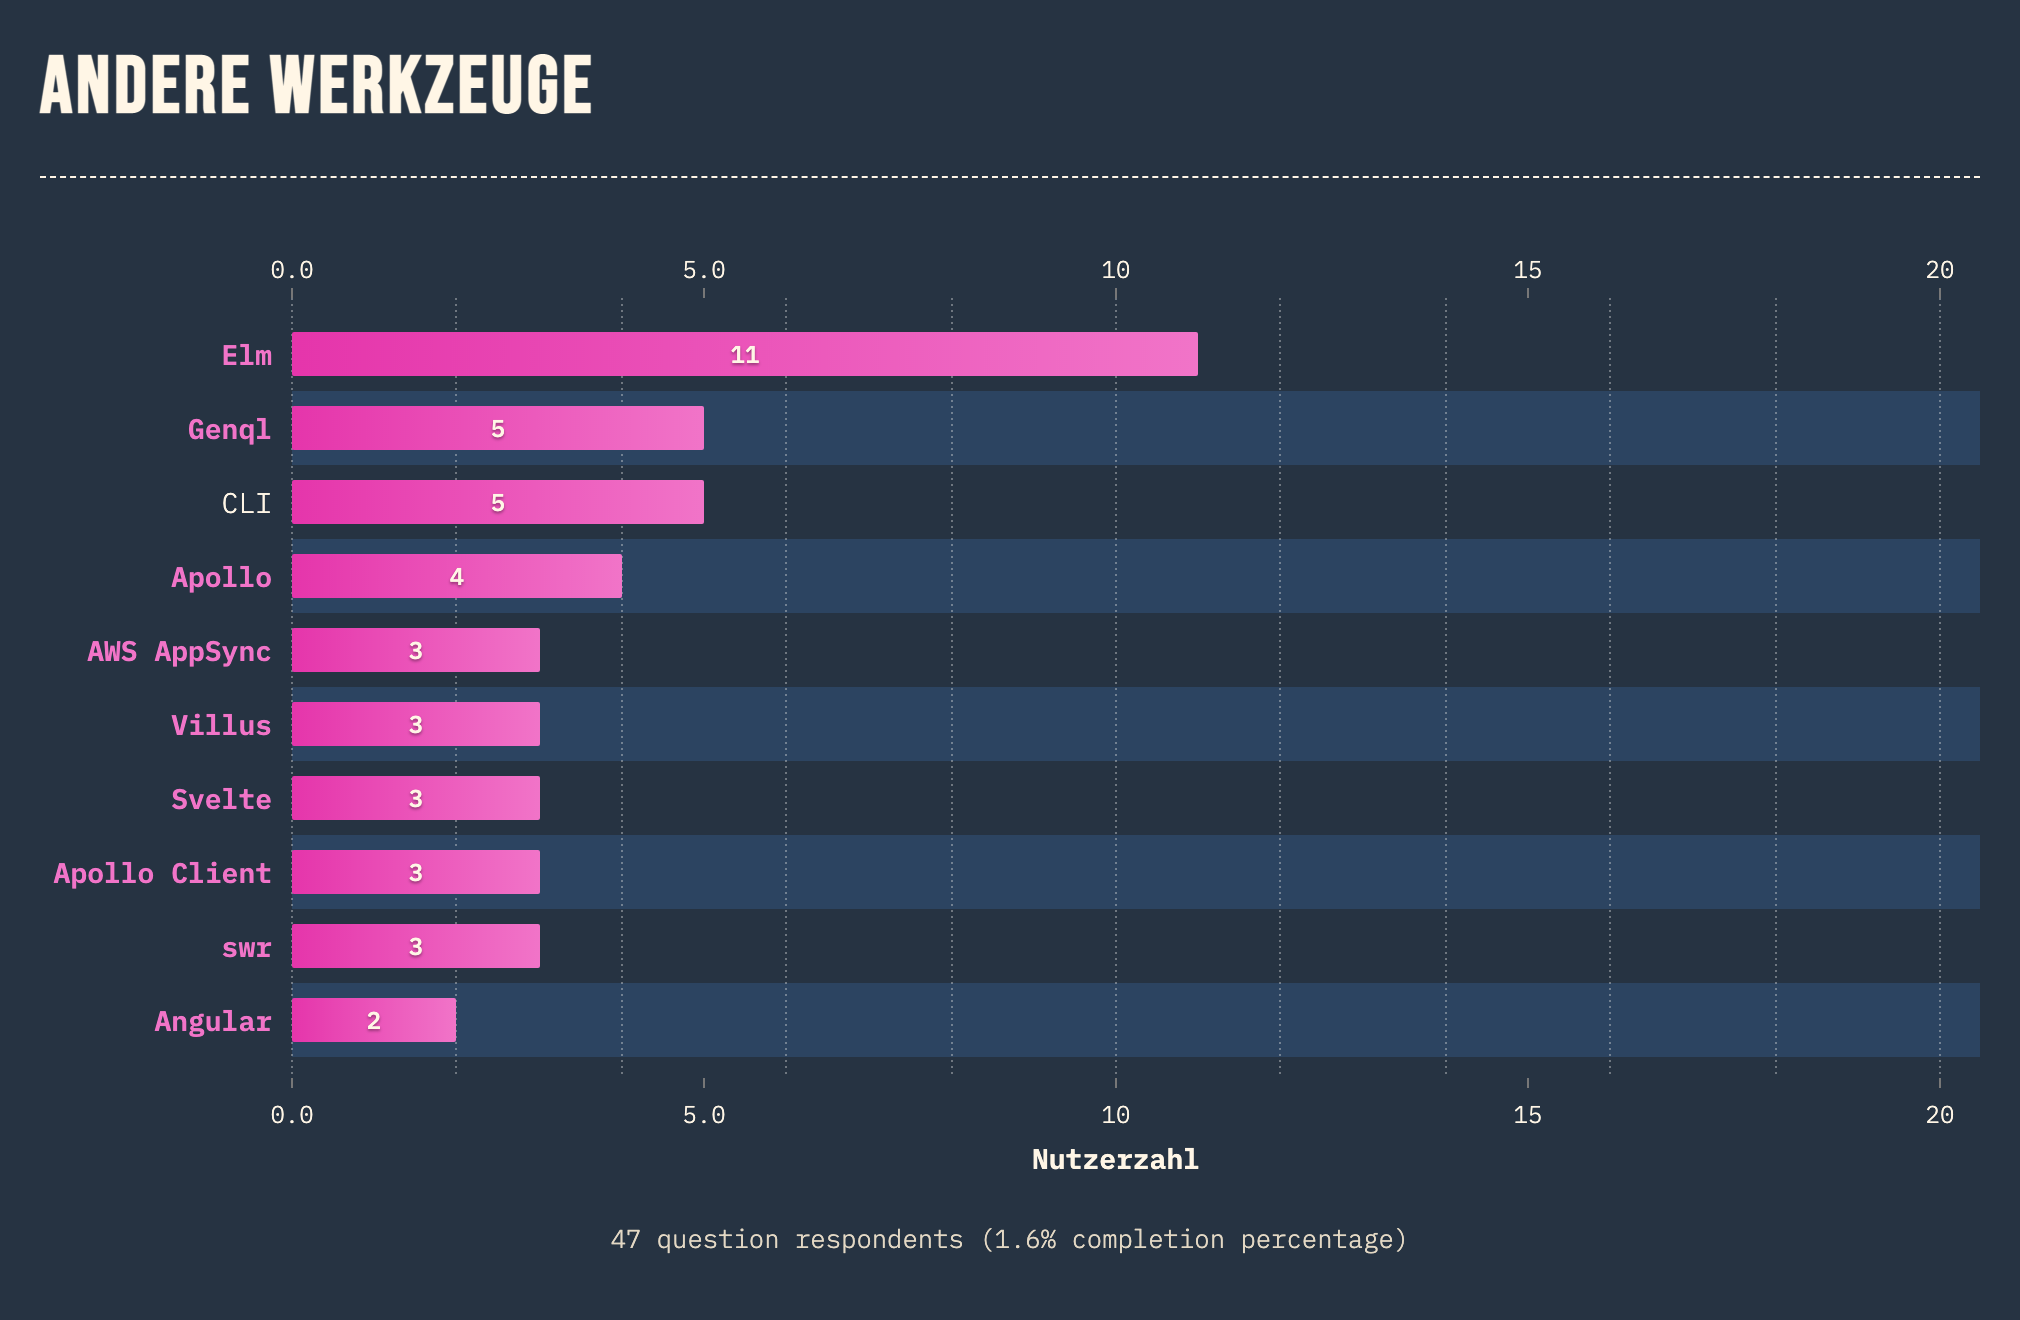 ANDERE WERKZEUGE
0.0 5.0 10 15 20
Elm 11
Genql 5
CLI 5
Apollo 4
AWS AppSync 3
Villus 3
Svelte 3
Apollo Client 3
swr 3
Angular 2
0.0 5.0 10 15 20
Nutzerzahl
47 question respondents (1.6% completion percentage)